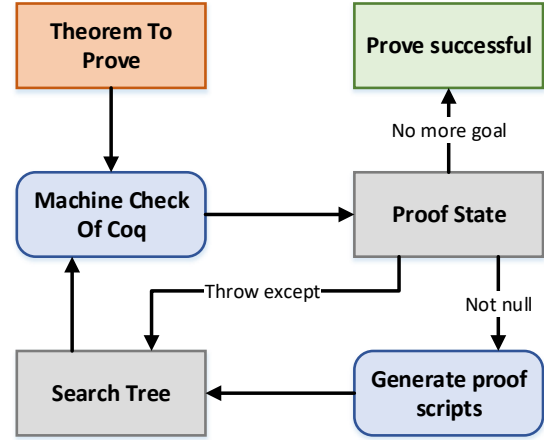 Theorem To
Prove
Prove successful
No more goal
Machine Check
Of Coq
Proof State
Throw except
Not null
Search Tree
Generate proof
scripts